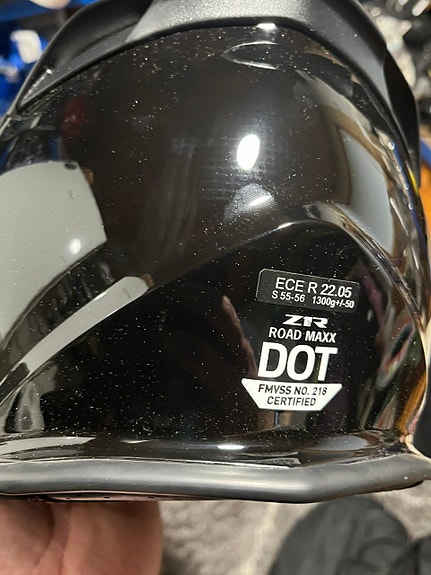 ECE R 22.05
S 55-56 1300g+/-50
ZR
ROAD MAXX
DOT
FMVSS NO. 218
CERTIFIED